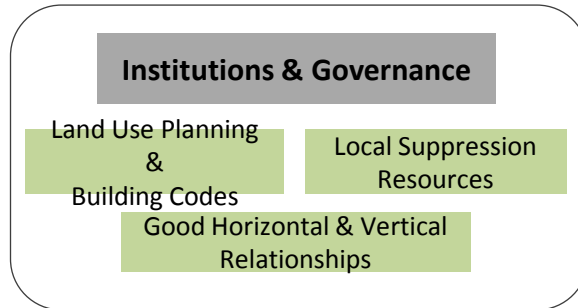 Institutions & Governance
Land Use Planning
&
Building Codes
Local Suppression
Resources
Good Horizontal & Vertical
Relationships